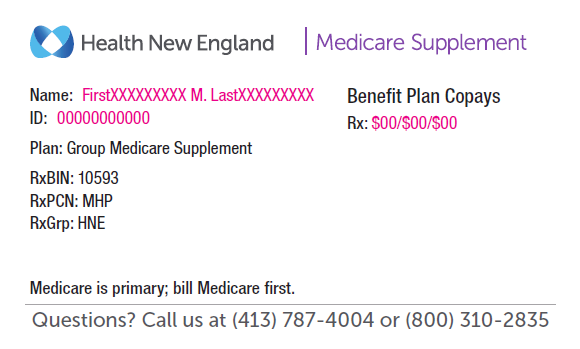 Health New England | Medicare Supplement
Name: FirstXXXXXXXXX M. LastXXXXXXXXX
ID: 00000000000
Plan: Group Medicare Supplement
RxBIN: 10593
RxPCN: MHP
RxGrp: HNE
Benefit Plan Copays
Rx: $00/$00/$00
Medicare is primary; bill Medicare first.
Questions? Call us at (413) 787-4004 or (800) 310-2835